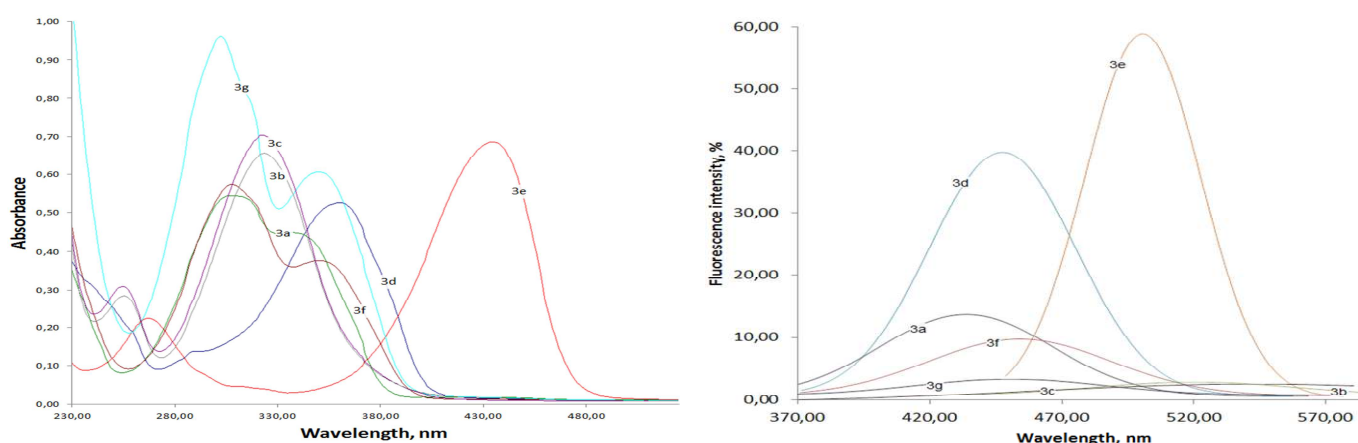 1,00
0,90
0,80
0,70
0,60
0,50
0,40
0,30
0,20
0,10
0,00
Absorbance
3g
3c
3b
3e
3a
3d
3f
230,00 280,00 330,00 380,00 430,00 480,00
Wavelength, nm
60,00
50,00
40,00
30,00
20,00
10,00
0,00
Fluorescence intensity, %
3e
3d
3a
3f
3g
3c
3b
370,00 420,00 470,00 520,00 570,00
Wavelength, nm